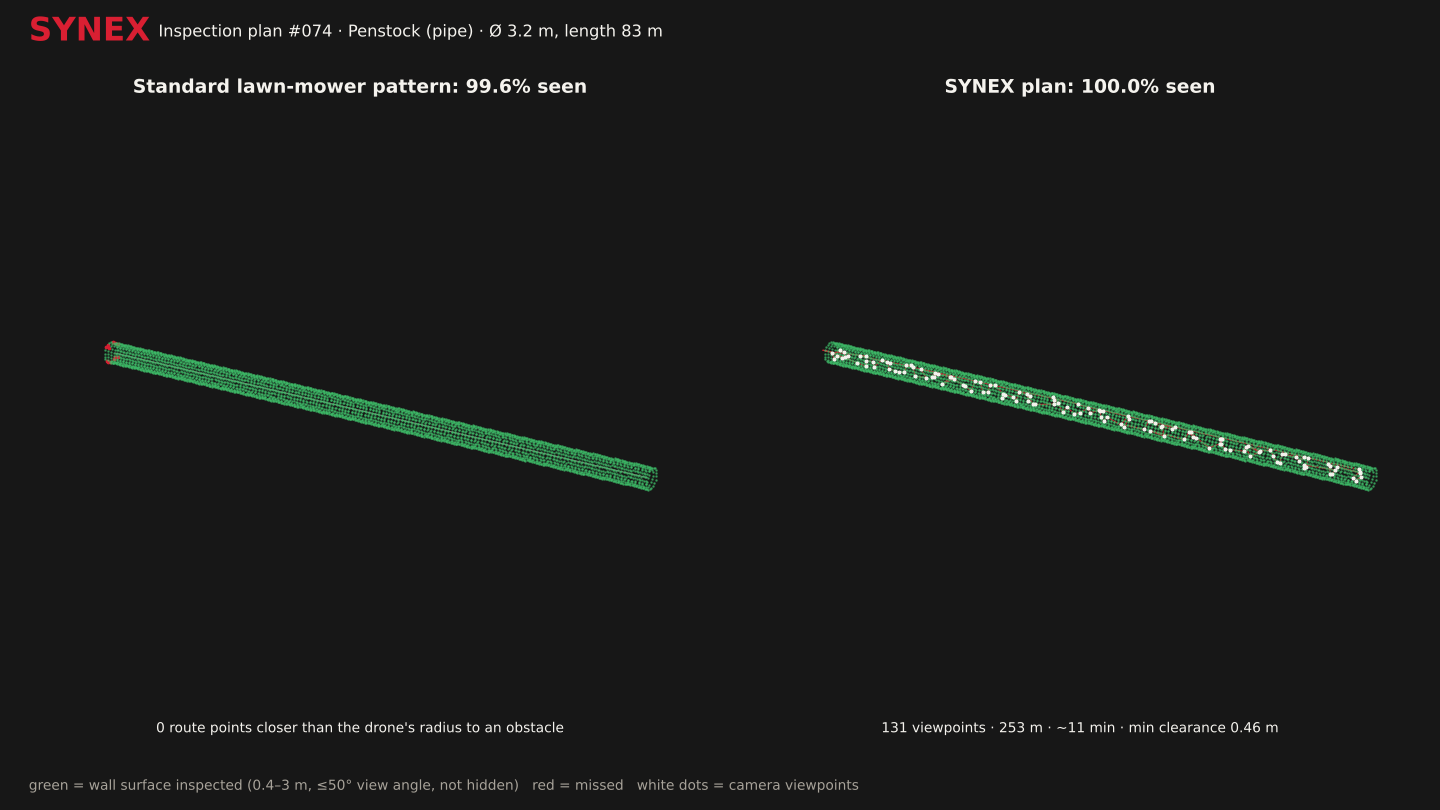 SYNEX Inspection plan #074 · Penstock (pipe) · Ø 3.2 m, length 83 m
Standard lawn-mower pattern: 99.6% seen
SYNEX plan: 100.0% seen
0 route points closer than the drone's radius to an obstacle
131 viewpoints · 253 m · ~11 min · min clearance 0.46 m
green = wall surface inspected (0.4–3 m, ≤50° view angle, not hidden) red = missed white dots = camera viewpoints